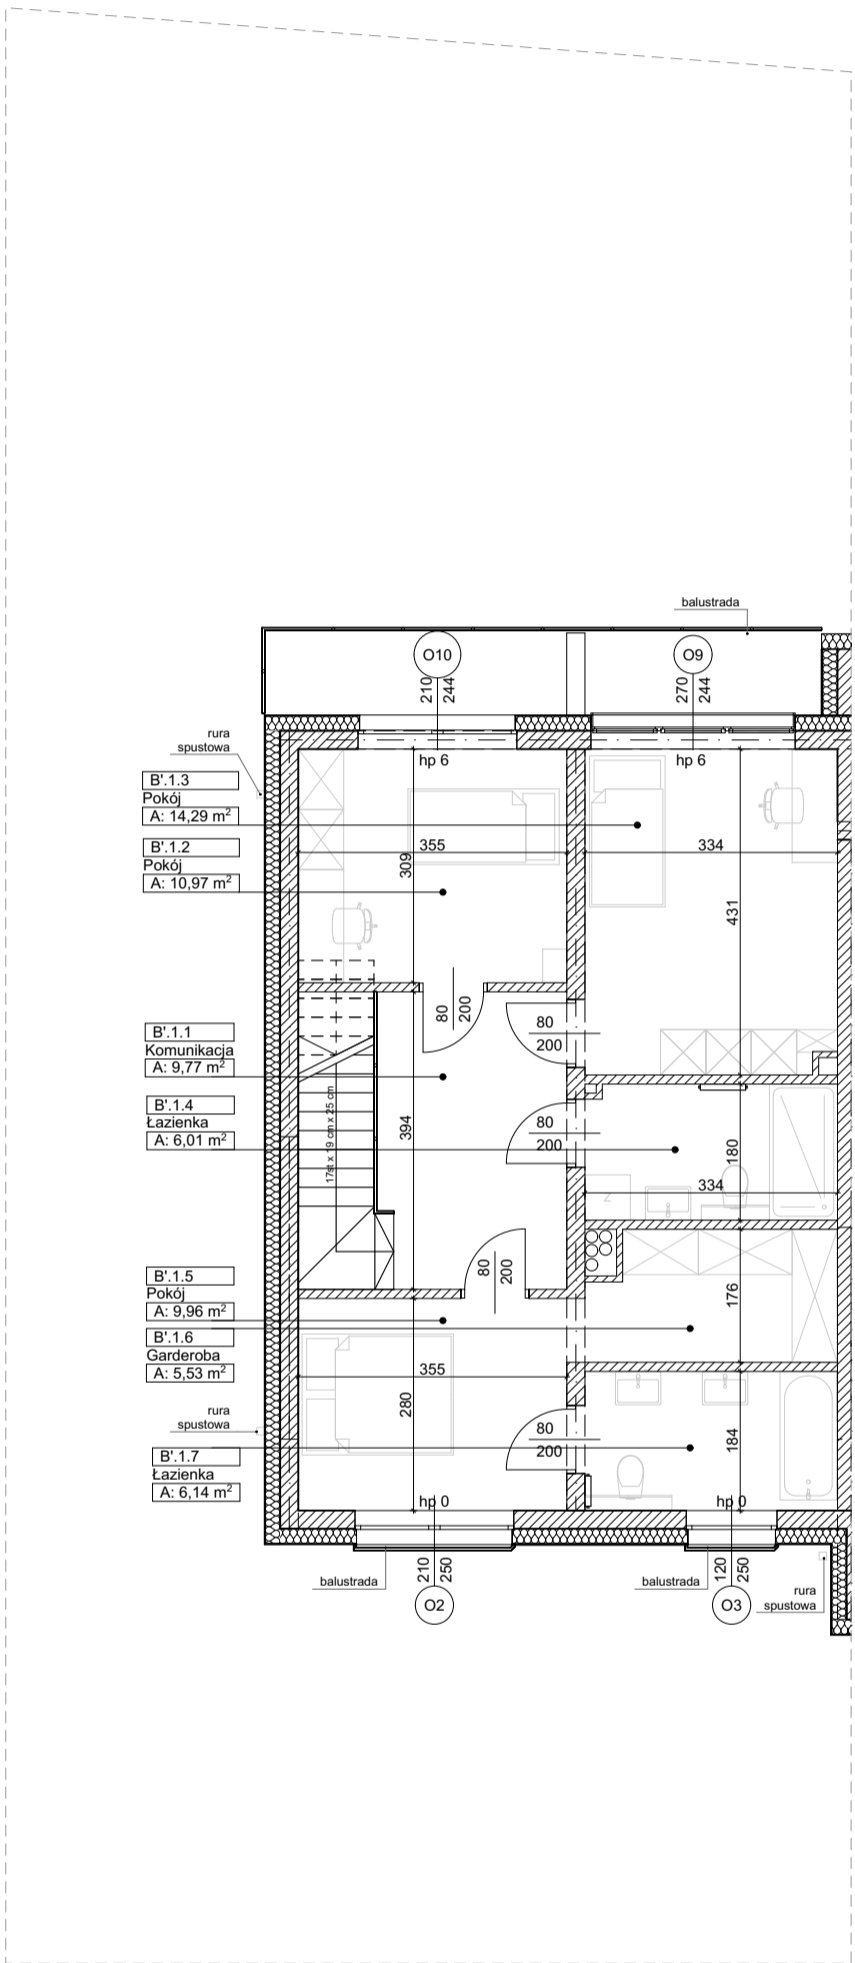 balustrada
O10
O9
210
244
270
244
rura
spustowa
hp 6
hp 6
B'.1.3
Pokój
A: 14,29 m²
B'.1.2
Pokój
A: 10,97 m²
355
334
309
431
80
200
80
200
B'.1.1
Komunikacja
A: 9,77 m²
B'.1.4
Łazienka
A: 6,01 m²
17st x 19 cm x 25 cm
394
80
200
180
334
Z
80
200
176
B'.1.5
Pokój
A: 9,96 m²
B'.1.6
Garderoba
A: 5,53 m²
355
280
rura
spustowa
80
200
184
B'.1.7
Łazienka
A: 6,14 m²
hp 0
hp 0
210
250
120
250
balustrada
balustrada
rura
spustowa
O2
O3